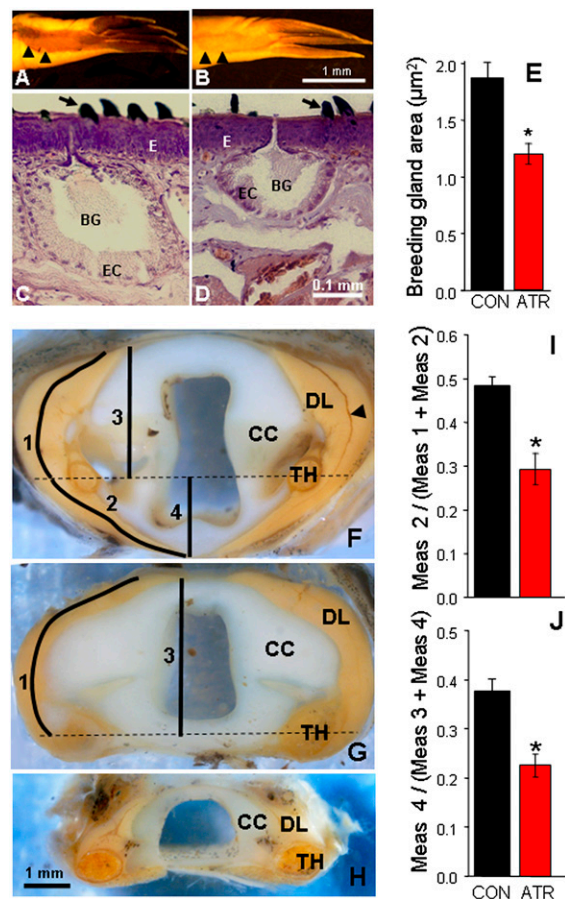 A
B
1 mm
E
BG
EC
C
E
EC
BG
D
0.1 mm
E
Breeding gland area (µm²)
2.0
1.5
1.0
0.5
0.0
*
CON ATR
1
3
2
4
DL
CC
TH
F
1
3
DL
CC
TH
G
CC
DL
TH
1 mm
H
I
Meas 2 / (Meas 1 + Meas 2)
0.6
0.5
0.4
0.3
0.2
0.1
0.0
*
J
Meas 4 / (Meas 3 + Meas 4)
0.4
0.3
0.2
0.1
0.0
*
CON ATR